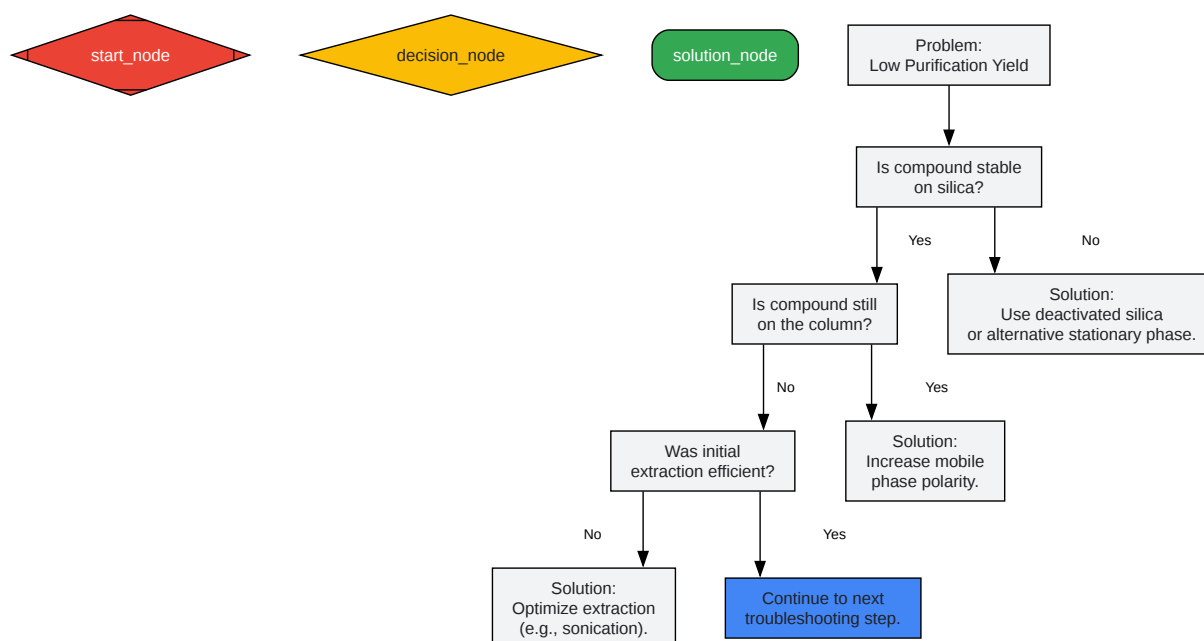 start_node
decision_node
solution_node
Problem:
Low Purification Yield
Is compound stable
on silica?
Yes
No
Is compound still
on the column?
Solution:
Use deactivated silica
or alternative stationary phase.
No
Yes
Was initial
extraction efficient?
Solution:
Increase mobile
phase polarity.
No
Yes
Solution:
Optimize extraction
(e.g., sonication).
Continue to next
troubleshooting step.